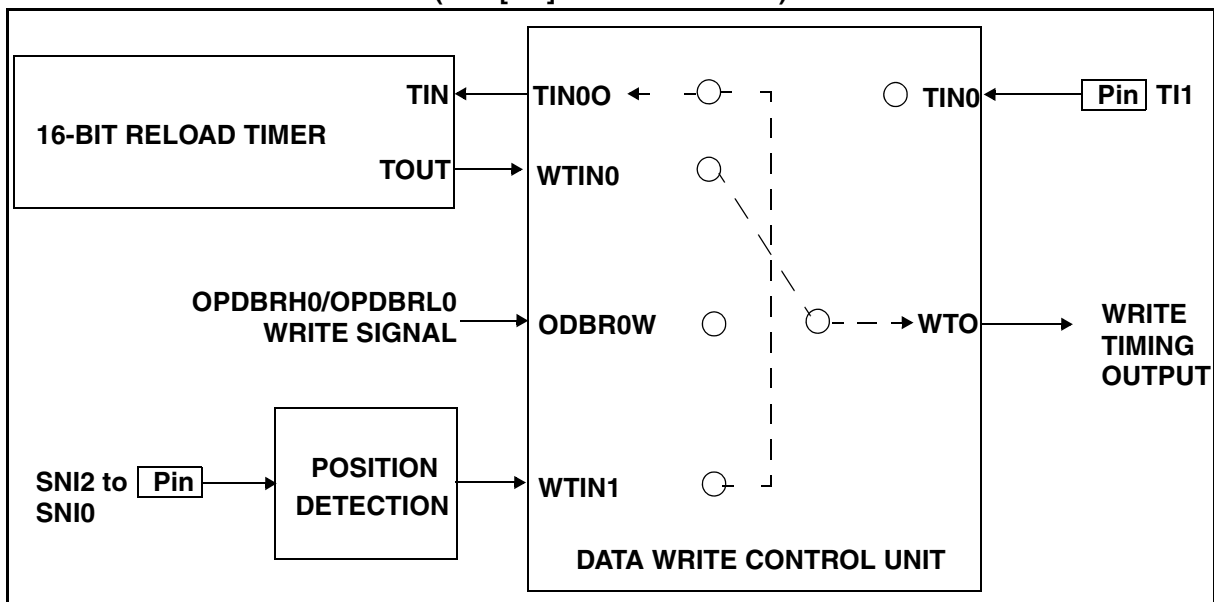 TIN
TIN0O
TIN0
Pin
TI1
16-BIT RELOAD TIMER
TOUT
WTIN0
OPDBRH0/OPDBRL0
WRITE SIGNAL
ODBR0W
WTO
WRITE
TIMING
OUTPUT
SNI2 to
SNI0
Pin
POSITION
DETECTION
WTIN1
DATA WRITE CONTROL UNIT